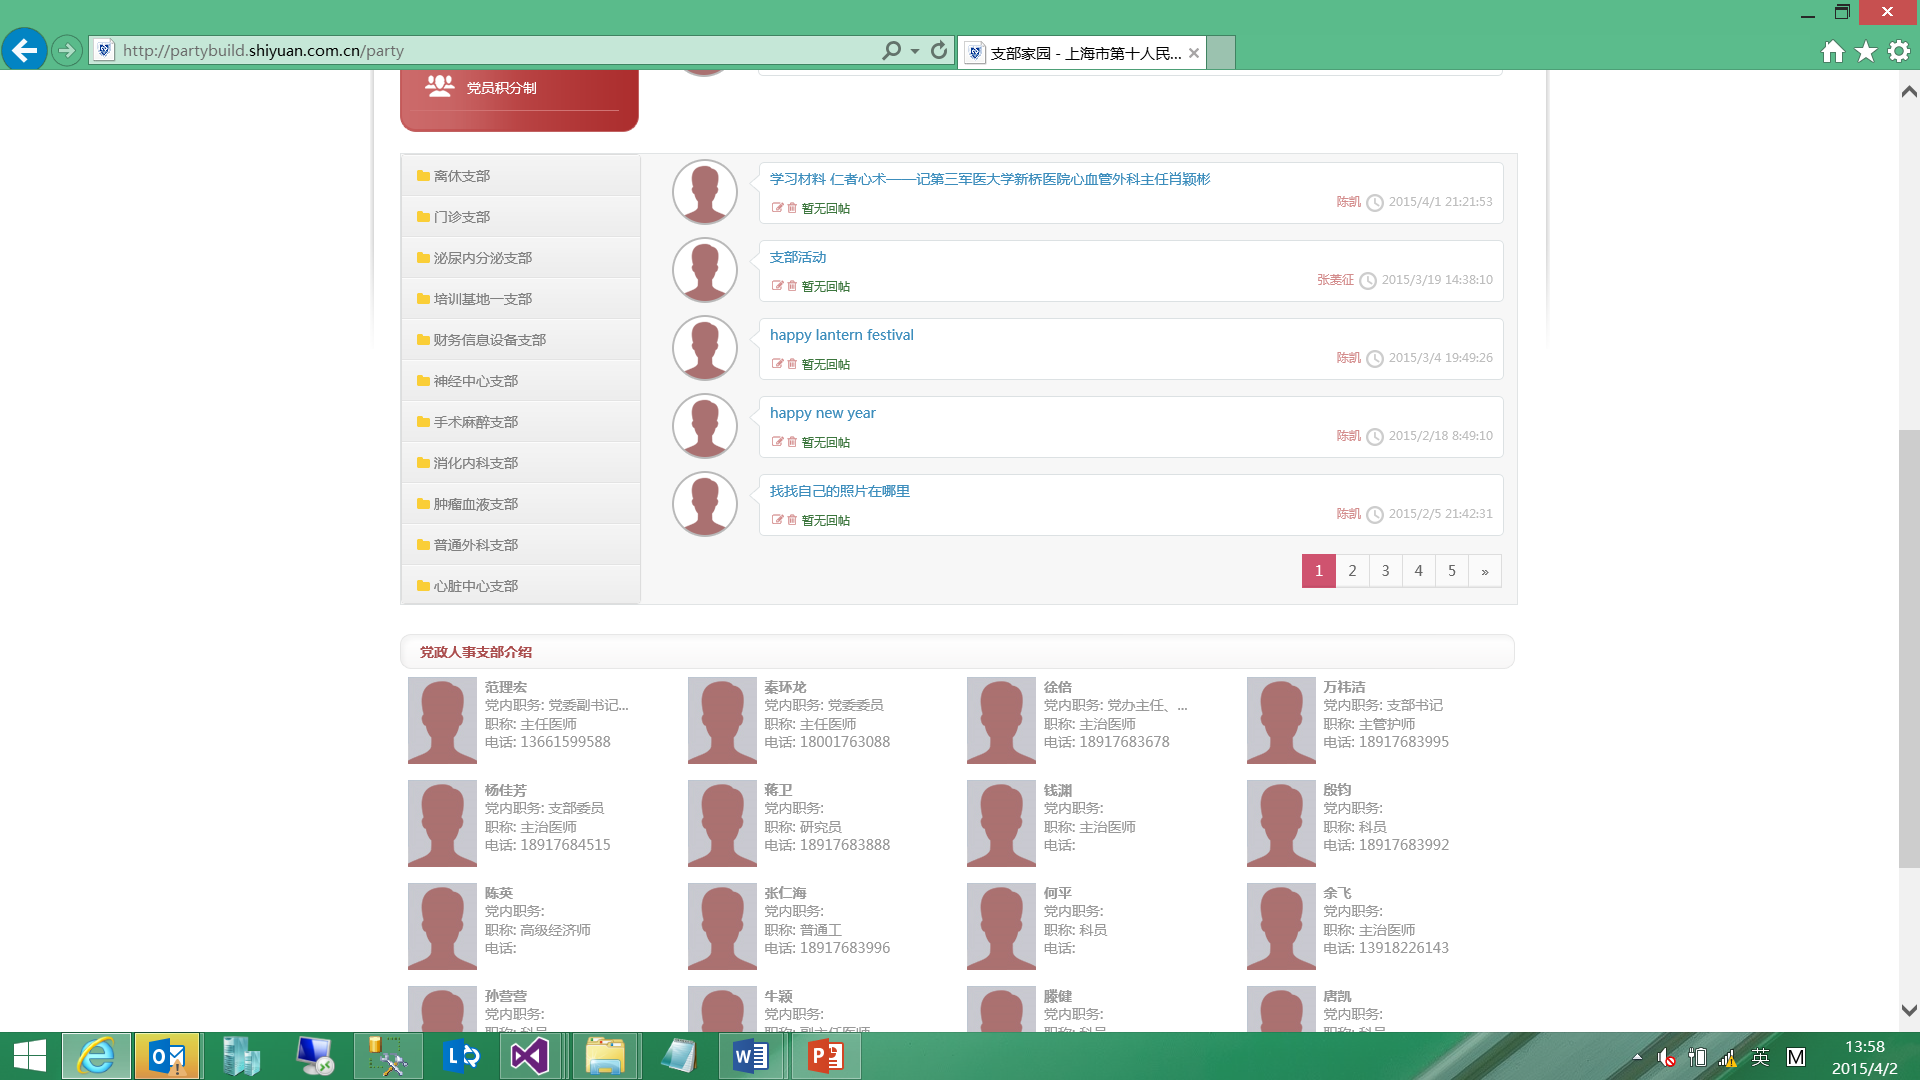 http://partybuild.shiyuan.com.cn/party
支部家园 - 上海市第十人民...
党员积分制
离休支部
门诊支部
泌尿内分泌支部
培训基地一支部
财务信息设备支部
神经中心支部
手术麻醉支部
消化内科支部
肿瘤血液支部
普通外科支部
心脏中心支部
学习材料 仁者心术——记第三军医大学新桥医院心血管外科主任肖颖彬
暂无回帖
陈凯 2015/4/1 21:21:53
支部活动
暂无回帖
张菱征 2015/3/19 14:38:10
happy lantern festival
暂无回帖
陈凯 2015/3/4 19:49:26
happy new year
暂无回帖
陈凯 2015/2/18 8:49:10
找找自己的照片在哪里
暂无回帖
陈凯 2015/2/5 21:42:31
1 2 3 4 5 »
党政人事支部介绍
范理宏
党内职务: 党委副书记...
职称: 主任医师
电话: 13661599588
秦环龙
党内职务: 党委委员
职称: 主任医师
电话: 18001763088
徐倍
党内职务: 党办主任、...
职称: 主治医师
电话: 18917683678
万祎洁
党内职务: 支部书记
职称: 主管护师
电话: 18917683995
杨佳芳
党内职务: 支部委员
职称: 主治医师
电话: 18917684515
蒋卫
党内职务:
职称: 研究员
电话: 18917683888
钱渊
党内职务:
职称: 主治医师
电话:
殷钧
党内职务:
职称: 科员
电话: 18917683992
陈英
党内职务:
职称: 高级经济师
电话:
张仁海
党内职务:
职称: 普通工
电话: 18917683996
何平
党内职务:
职称: 科员
电话:
余飞
党内职务:
职称: 主治医师
电话: 13918226143
孙营营
党内职务:
职称: 科员
牛颖
党内职务:
职称: 副主任医师
滕健
党内职务:
职称: 科员
唐凯
党内职务:
职称: 科员
英
M
13:58
2015/4/2